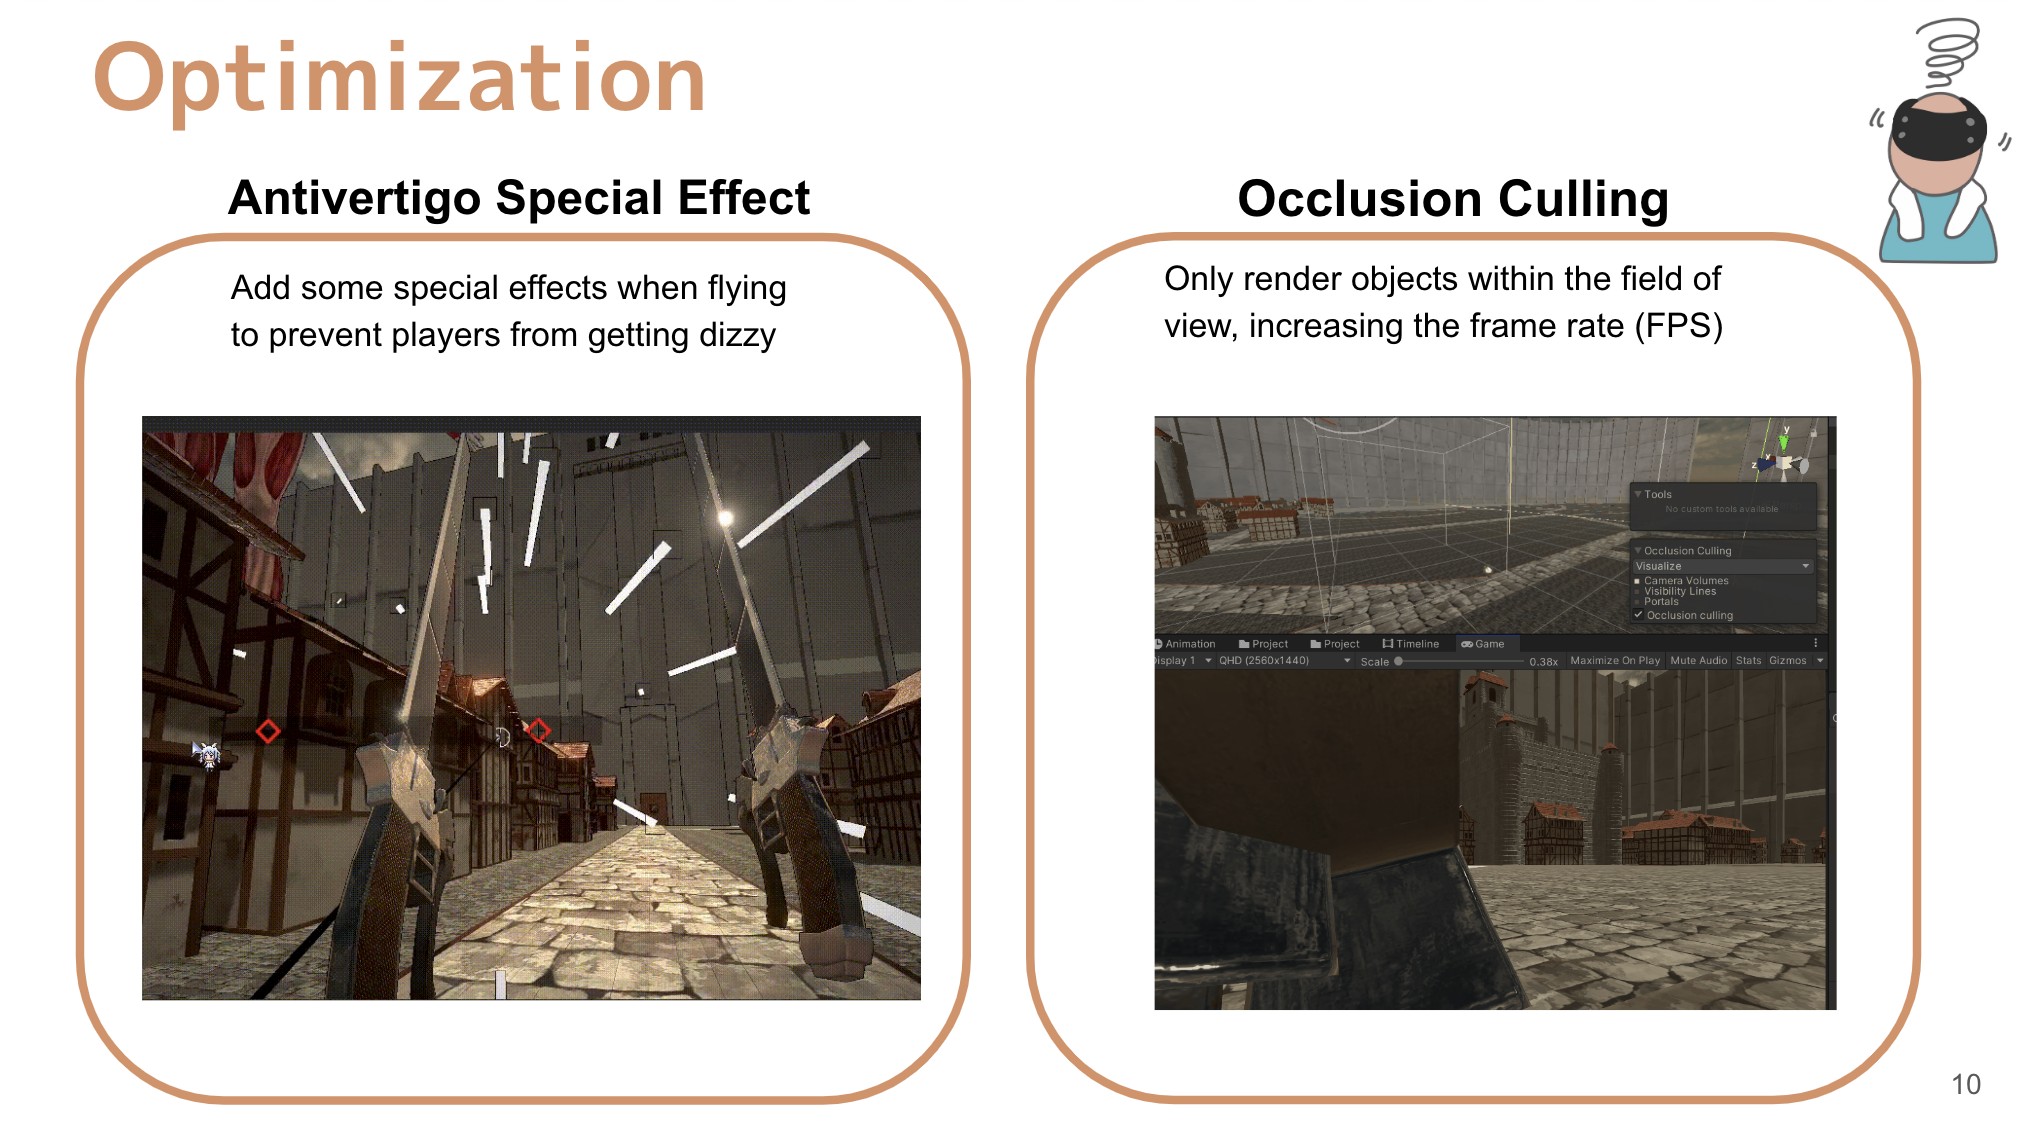 Optimization
Antivertigo Special Effect
Add some special effects when flying
to prevent players from getting dizzy
Occlusion Culling
Only render objects within the field of
view, increasing the frame rate (FPS)
y
x
z
Tools
No custom tools available
Occlusion Culling
Visualize
Camera Volumes
Visibility Lines
Portals
Occlusion culling
Animation Project Project Timeline Game
isplay 1 QHD (2560x1440) Scale 0.38x Maximize On Play Mute Audio Stats Gizmos
10